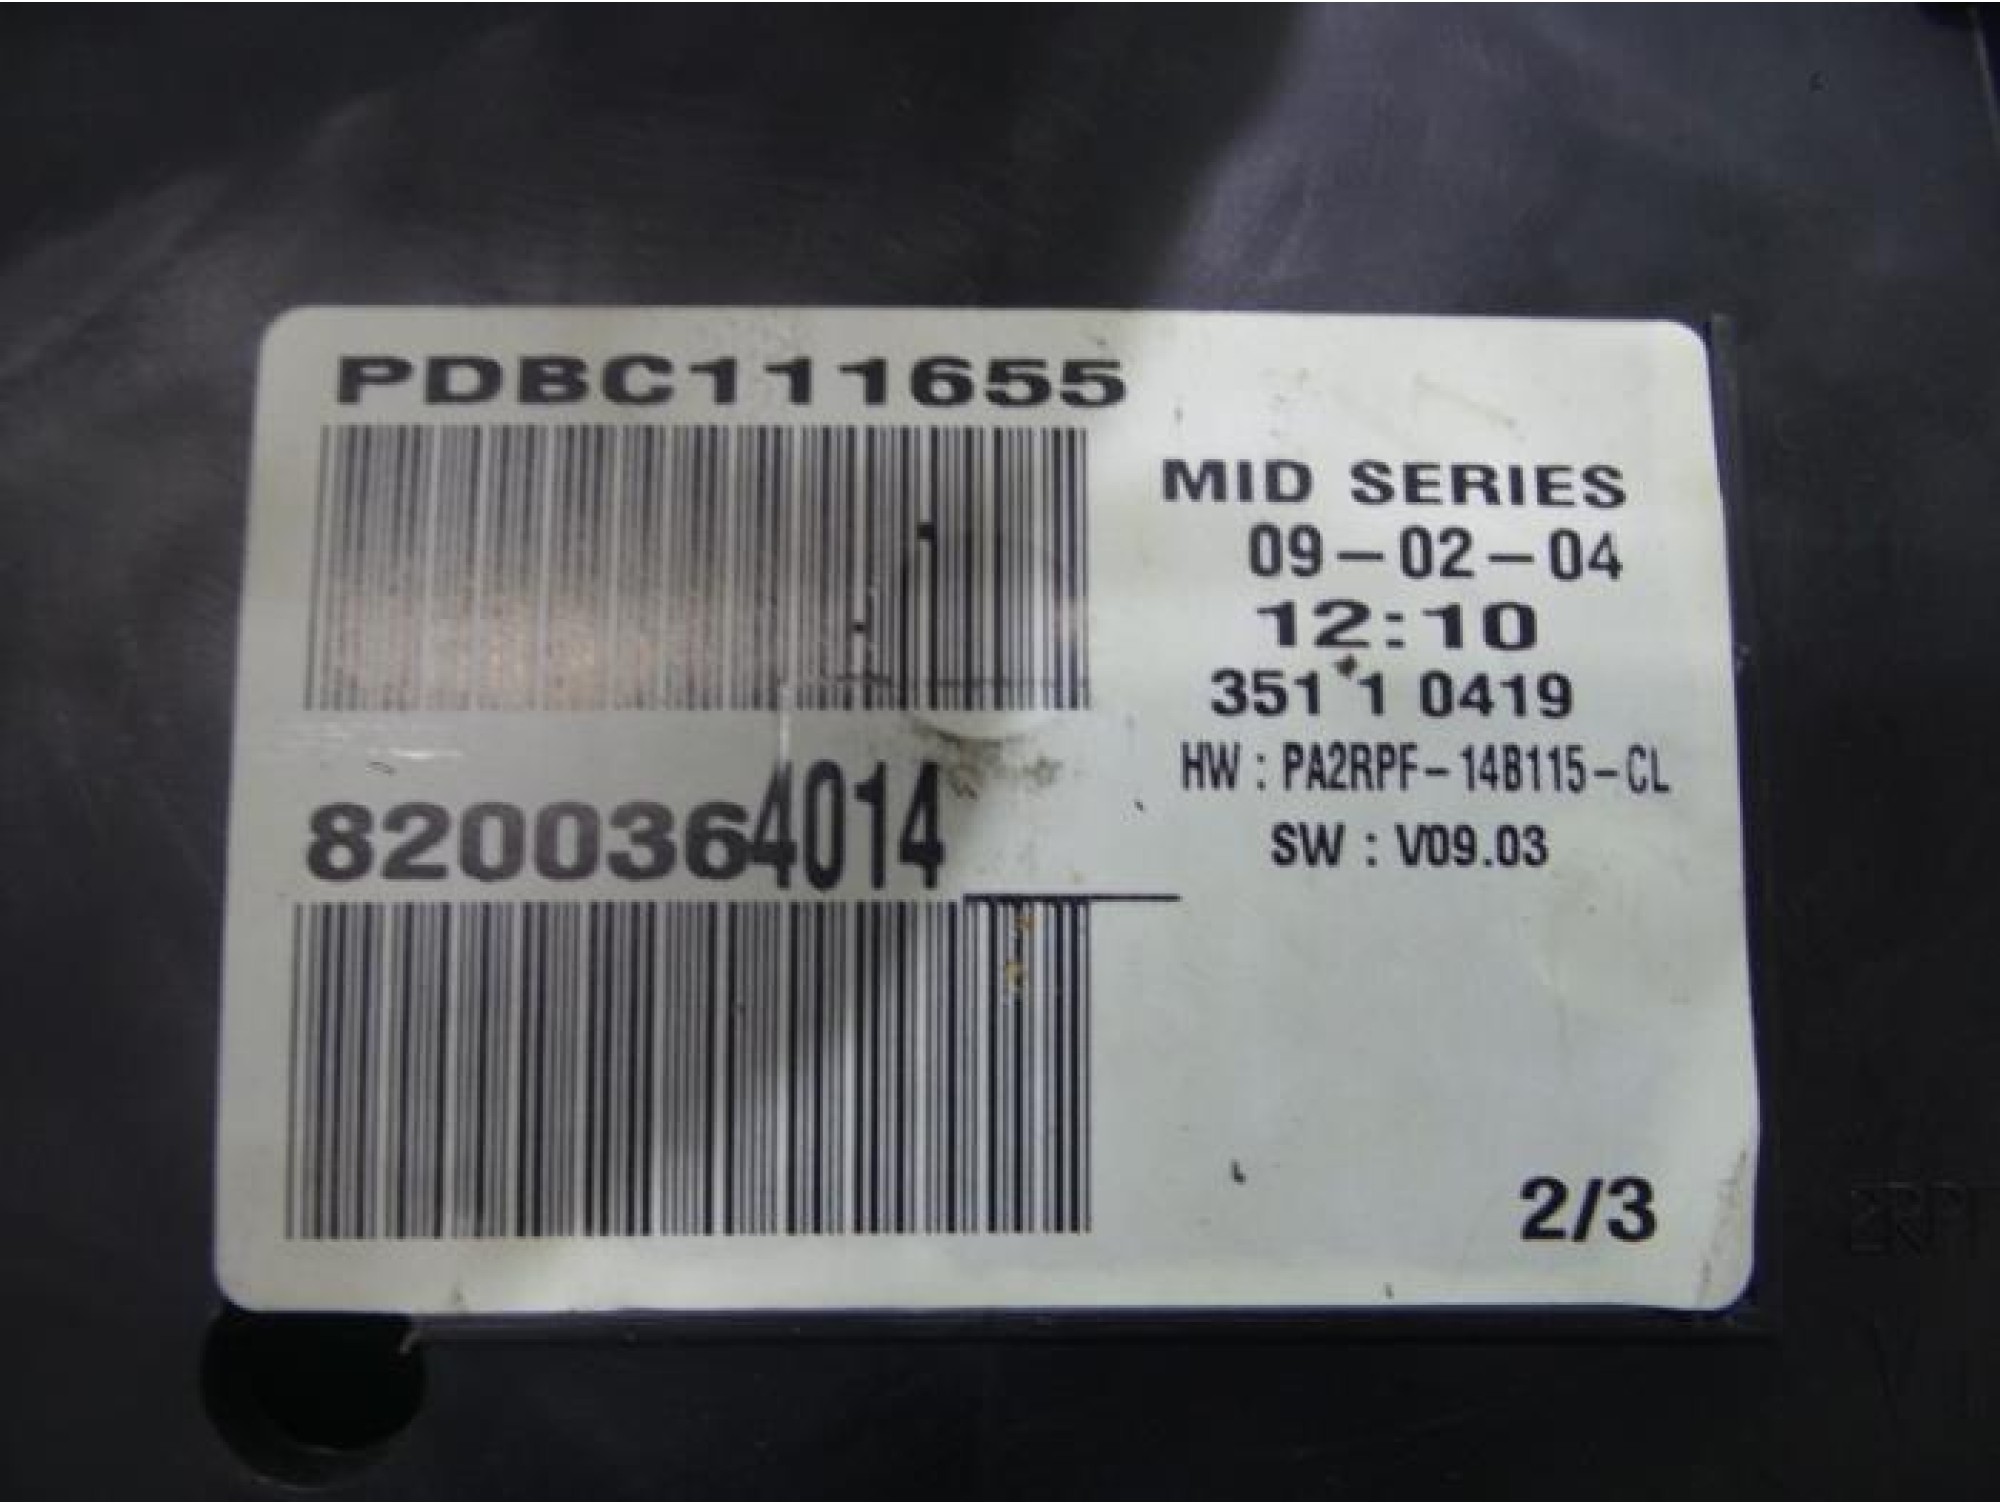 PDBC111655
MID SERIES
09-02-04
12:10
351 1 0419
HW : PA2RPF-14B115-CL
8200364014
SW : V09.03
2/3